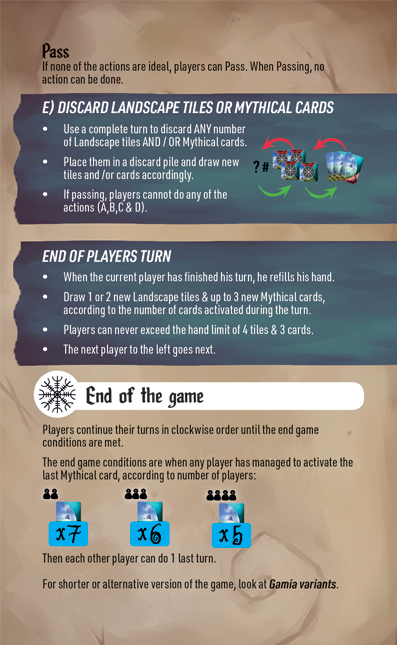 Pass
If none of the actions are ideal, players can Pass. When Passing, no
action can be done.
E) DISCARD LANDSCAPE TILES OR MYTHICAL CARDS
• Use a complete turn to discard ANY number
of Landscape tiles AND / OR Mythical cards.
• Place them in a discard pile and draw new
tiles and /or cards accordingly.
• If passing, players cannot do any of the
actions (A,B,C & D).
? #
END OF PLAYERS TURN
• When the current player has finished his turn, he refills his hand.
• Draw 1 or 2 new Landscape tiles & up to 3 new Mythical cards,
according to the number of cards activated during the turn.
• Players can never exceed the hand limit of 4 tiles & 3 cards.
• The next player to the left goes next.
End of the game
Players continue their turns in clockwise order until the end game
conditions are met.
The end game conditions are when any player has managed to activate the
last Mythical card, according to number of players:
x7 x6 x5
Then each other player can do 1 last turn.
For shorter or alternative version of the game, look at Gamia variants.